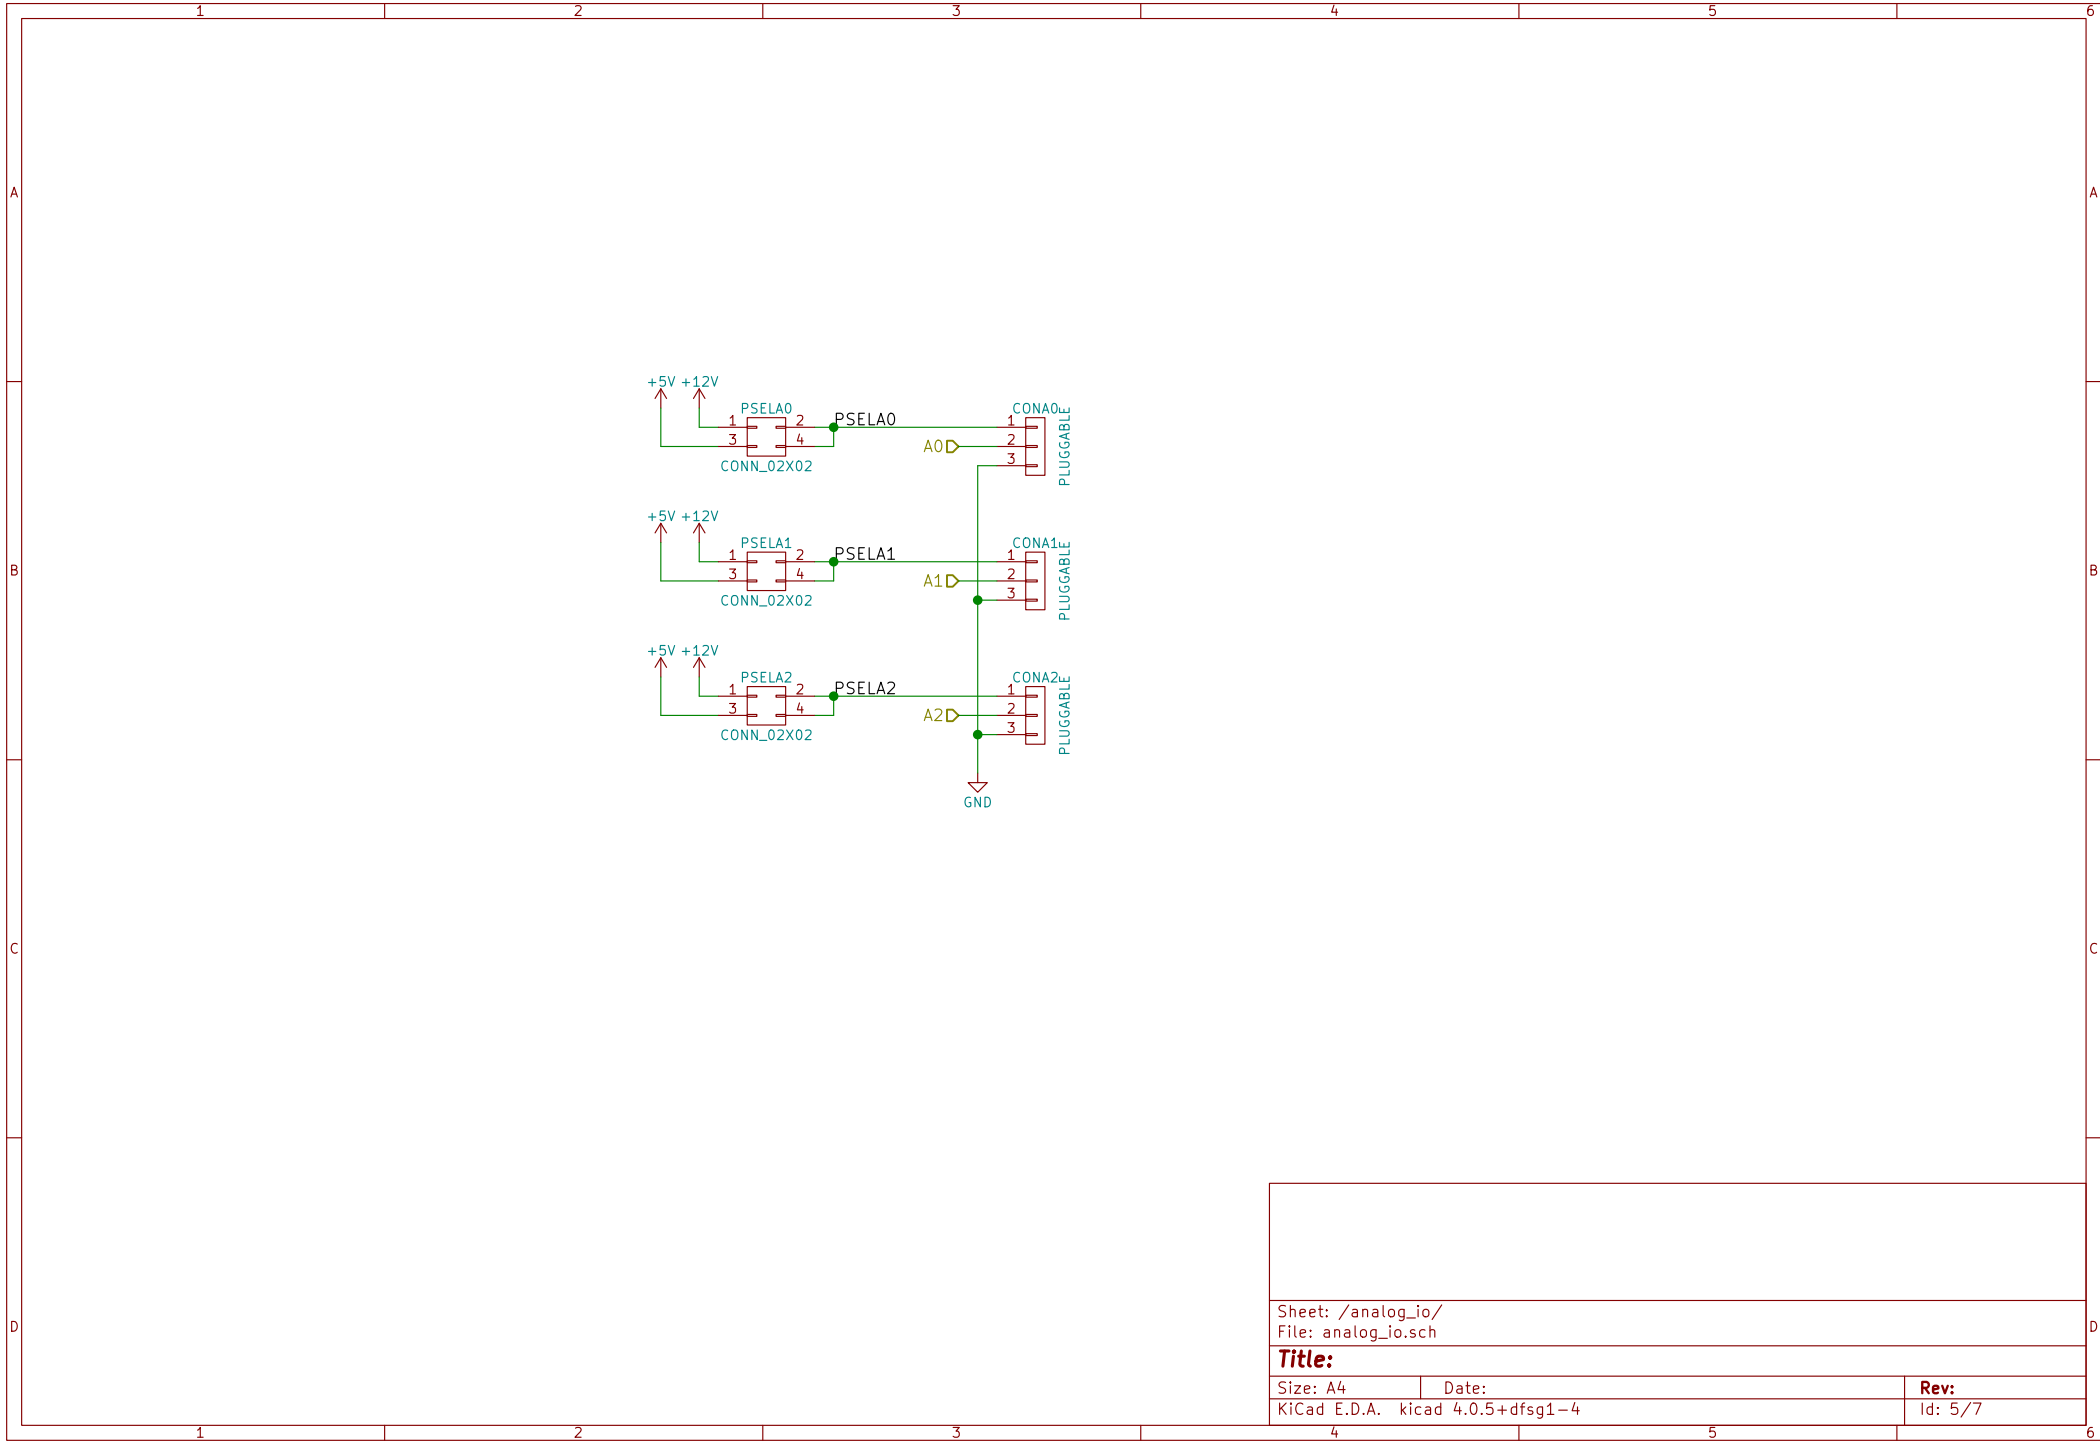 1 2 3 4 5 6
A A
+5V +12V
PSELA0 CONA0
1 2 PSELA0 1
3 4 A0 2
3
CONN_02X02 PLUGGABLE
+5V +12V
PSELA1 CONA1
1 2 PSELA1 1
B B
3 4 A1 2
3
CONN_02X02 PLUGGABLE
+5V +12V
PSELA2 CONA2
1 2 PSELA2 1
3 4 A2 2
3
CONN_02X02 PLUGGABLE
GND
C C
Sheet: /analog_io/
D D
File: analog_io.sch
Title:
Size: A4 Date: Rev:
KiCad E.D.A. kicad 4.0.5+dfsg1-4 Id: 5/7
1 2 3 4 5 6